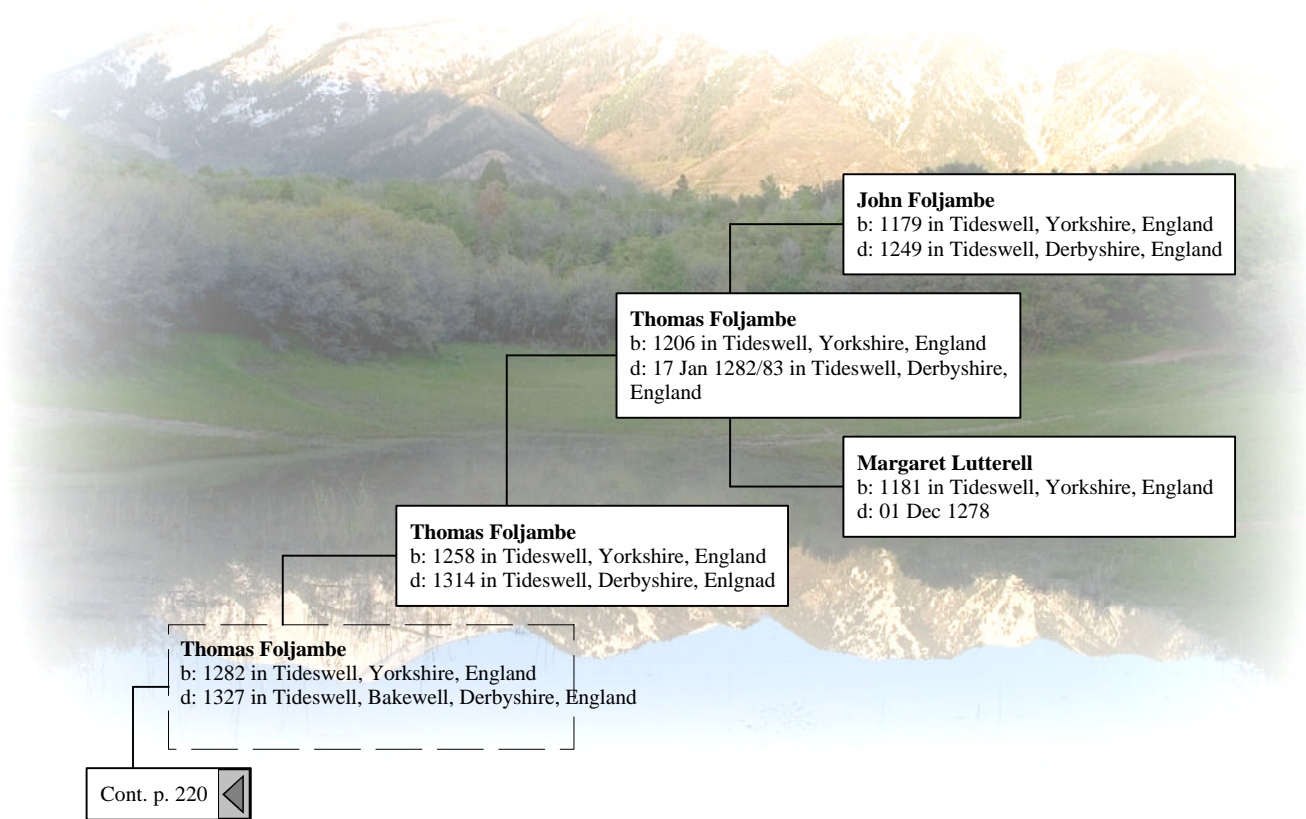 John Foljambe
b: 1179 in Tideswell, Yorkshire, England
d: 1249 in Tideswell, Derbyshire, England
Thomas Foljambe
b: 1206 in Tideswell, Yorkshire, England
d: 17 Jan 1282/83 in Tideswell, Derbyshire,
England
Margaret Lutterell
b: 1181 in Tideswell, Yorkshire, England
d: 01 Dec 1278
Thomas Foljambe
b: 1258 in Tideswell, Yorkshire, England
d: 1314 in Tideswell, Derbyshire, Enlgnad
Thomas Foljambe
b: 1282 in Tideswell, Yorkshire, England
d: 1327 in Tideswell, Bakewell, Derbyshire, England
Cont. p. 220